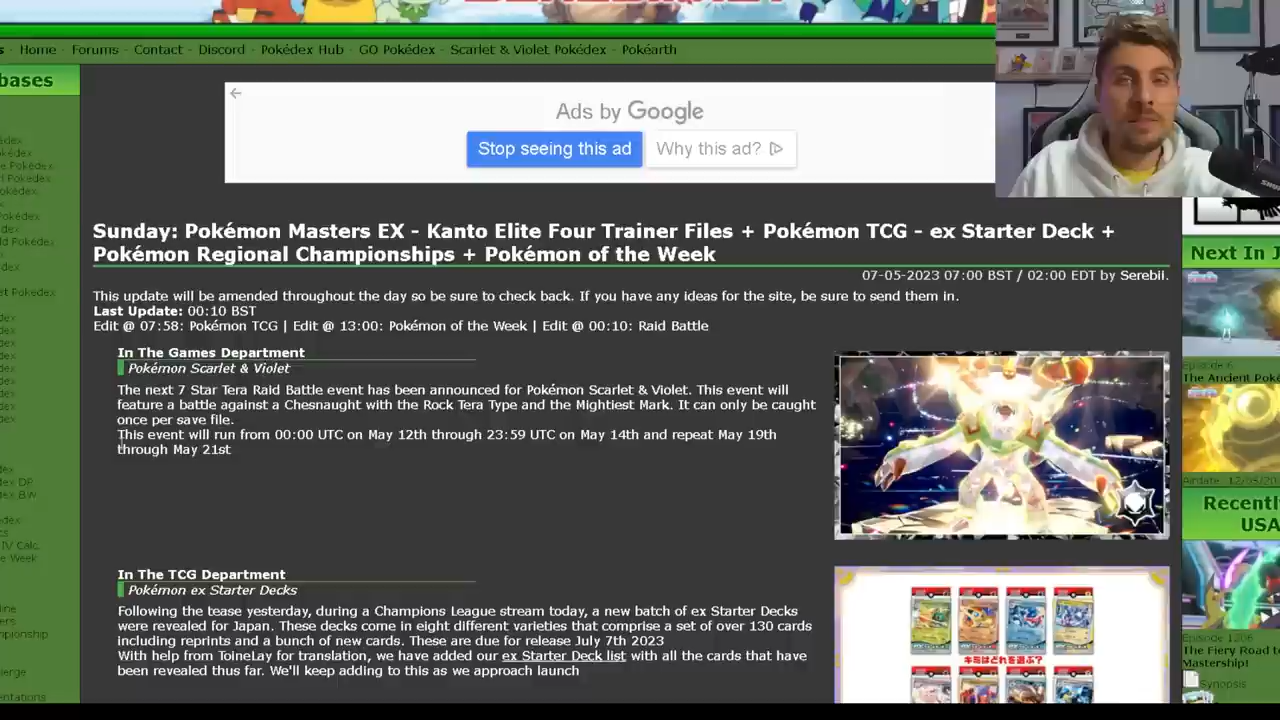 Home · Forums · Contact · Discord · Pokédex Hub · GO Pokédex · Scarlet & Violet Pokédex · Pokéarth
bases
Ads by Google
Stop seeing this ad
Why this ad?
Sunday: Pokémon Masters EX - Kanto Elite Four Trainer Files + Pokémon TCG - ex Starter Deck +
Pokémon Regional Championships + Pokémon of the Week
07-05-2023 07:00 BST / 02:00 EDT by Serebii.
This update will be amended throughout the day so be sure to check back. If you have any ideas for the site, be sure to send them in.
Last Update: 00:10 BST
Edit @ 07:58: Pokémon TCG | Edit @ 13:00: Pokémon of the Week | Edit @ 00:10: Raid Battle
In The Games Department
Pokémon Scarlet & Violet
The next 7 Star Tera Raid Battle event has been announced for Pokémon Scarlet & Violet. This event will
feature a battle against a Chesnaught with the Rock Tera Type and the Mightiest Mark. It can only be caught
once per save file.
This event will run from 00:00 UTC on May 12th through 23:59 UTC on May 14th and repeat May 19th
through May 21st
In The TCG Department
Pokémon ex Starter Decks
Following the tease yesterday, during a Champions League stream today, a new batch of ex Starter Decks
were revealed for Japan. These decks come in eight different varieties that comprise a set of over 130 cards
including reprints and a bunch of new cards. These are due for release July 7th 2023
With help from ToineLay for translation, we have added our ex Starter Deck list with all the cards that have
been revealed thus far. We'll keep adding to this as we approach launch
キミはどれを選ぶ?
Next In J
Episode 6
The Ancient Poké
Recently
USA
Episode 1206
The Fiery Road to
Mastership!
Synopsis